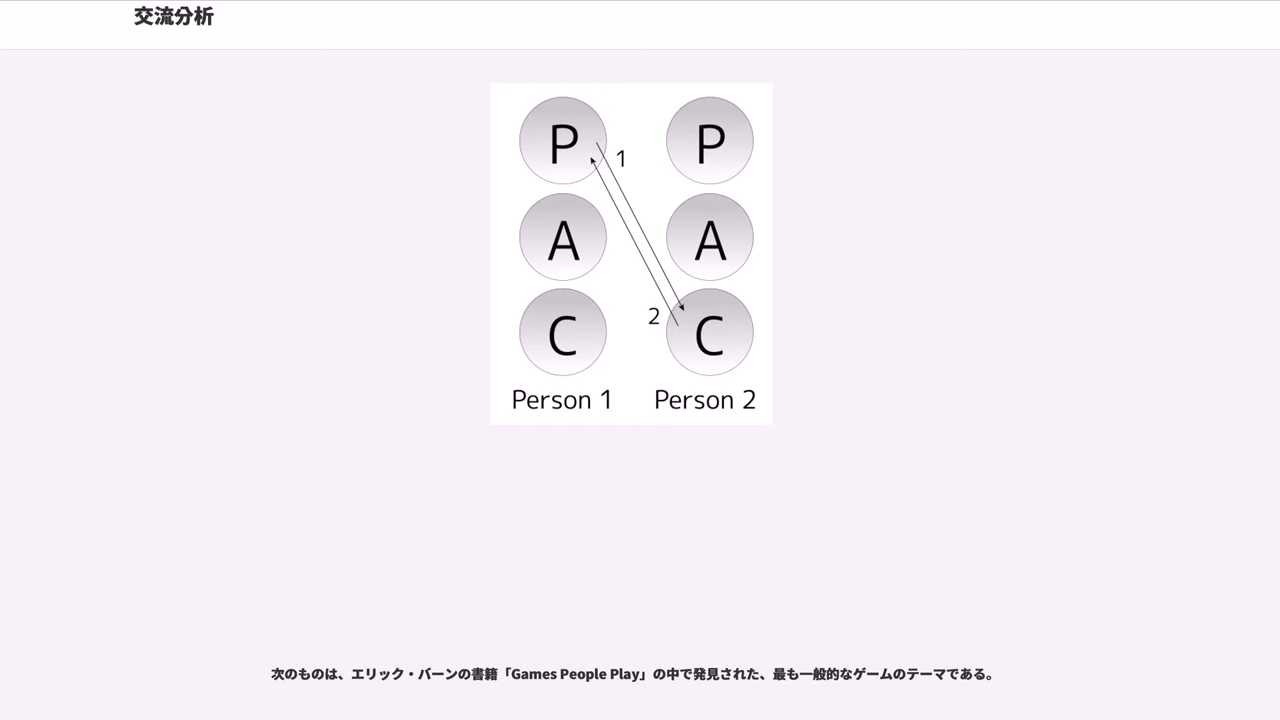 交流分析
P P
1
A A
2
C C
Person 1 Person 2
次のものは、エリック・バーンの書籍「Games People Play」の中で発見された、最も一般的なゲームのテーマである。